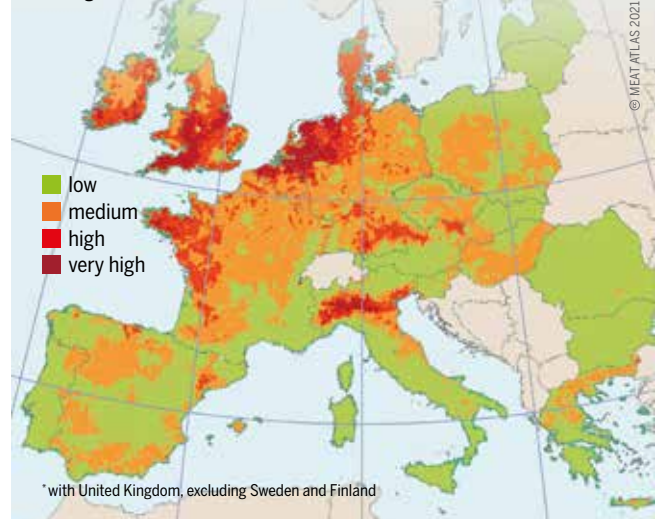 © MEAT ATLAS 2021
low
medium
high
very high
*with United Kingdom, excluding Sweden and Finland